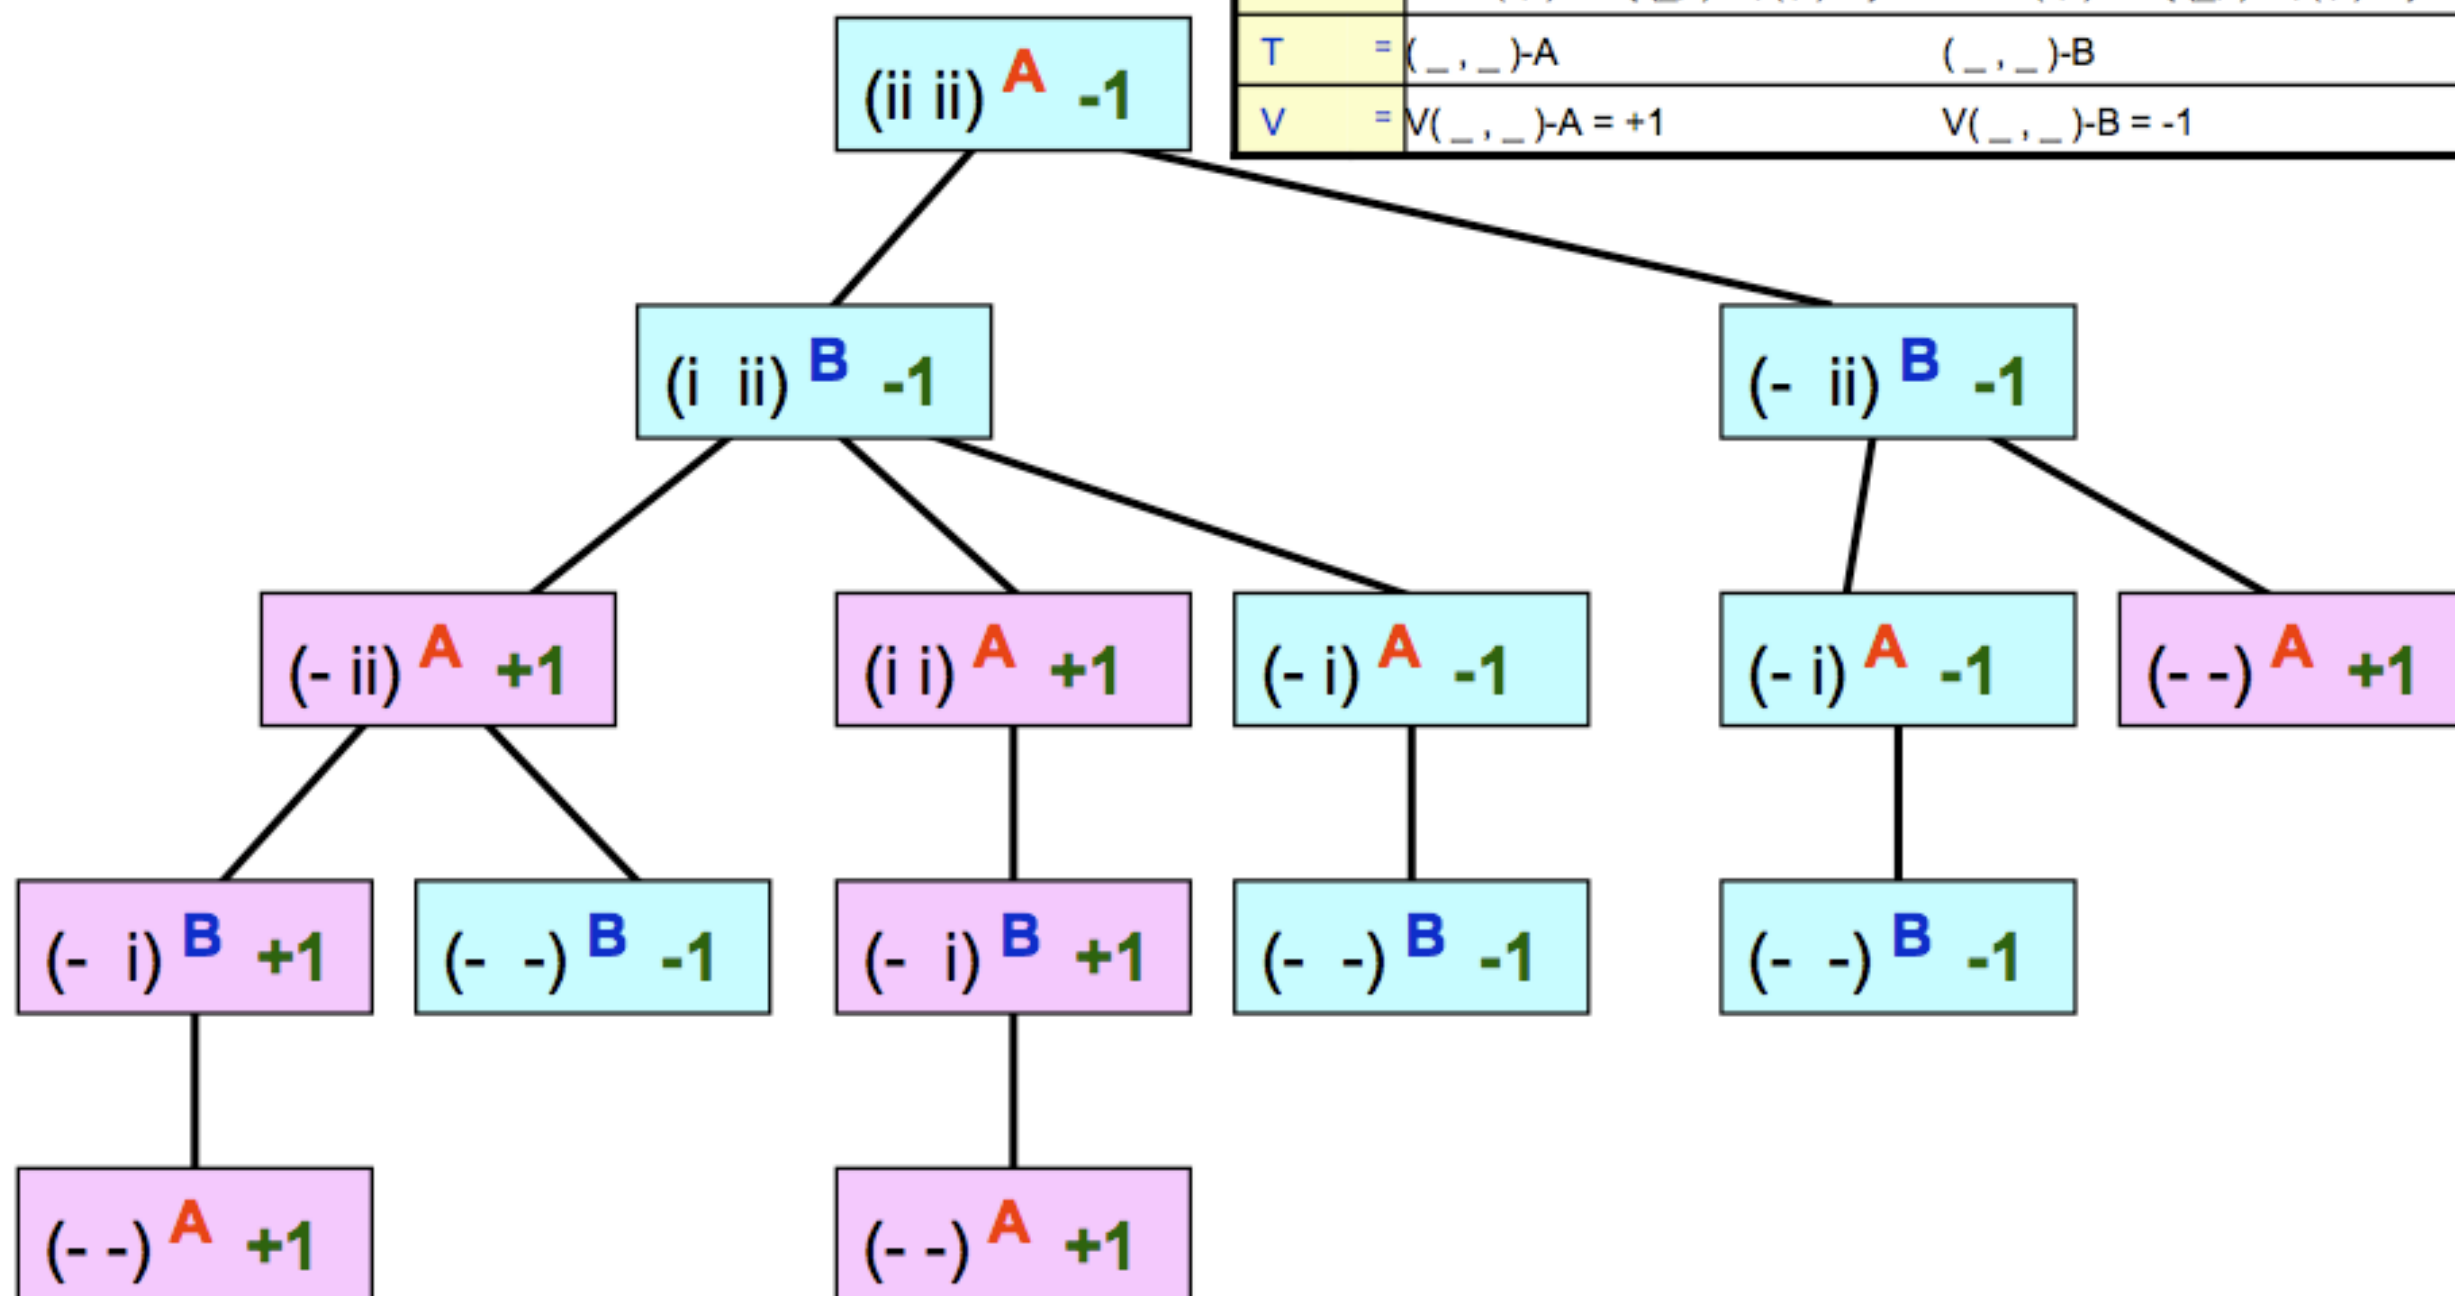 T = ( _ , _ )-A ( _ , _ )-B
V = V( _ , _ )-A = +1 V( _ , _ )-B = -1
(ii ii) A -1
(i ii) B -1
(- ii) B -1
(- ii) A +1
(i i) A +1
(- i) A -1
(- i) A -1
(- -) A +1
(- i) B +1
(- -) B -1
(- i) B +1
(- -) B -1
(- -) B -1
(- -) A +1
(- -) A +1